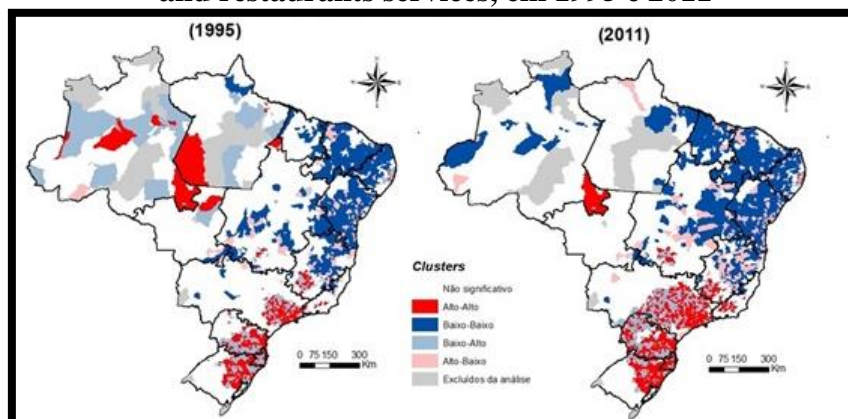 and restaurants services, em 1995 e 2011
(1995)
(2011)
Clusters
Não significativo
Alto-Alto
Baixo-Baixo
Baixo-Alto
Alto-Baixo
Excluídos da análise
0 75 150 300
Km
0 75 150 300
Km